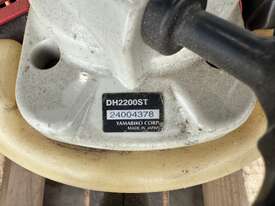 DH2200ST
24004378
YAMABIKO CORP.
MADE IN JAPAN